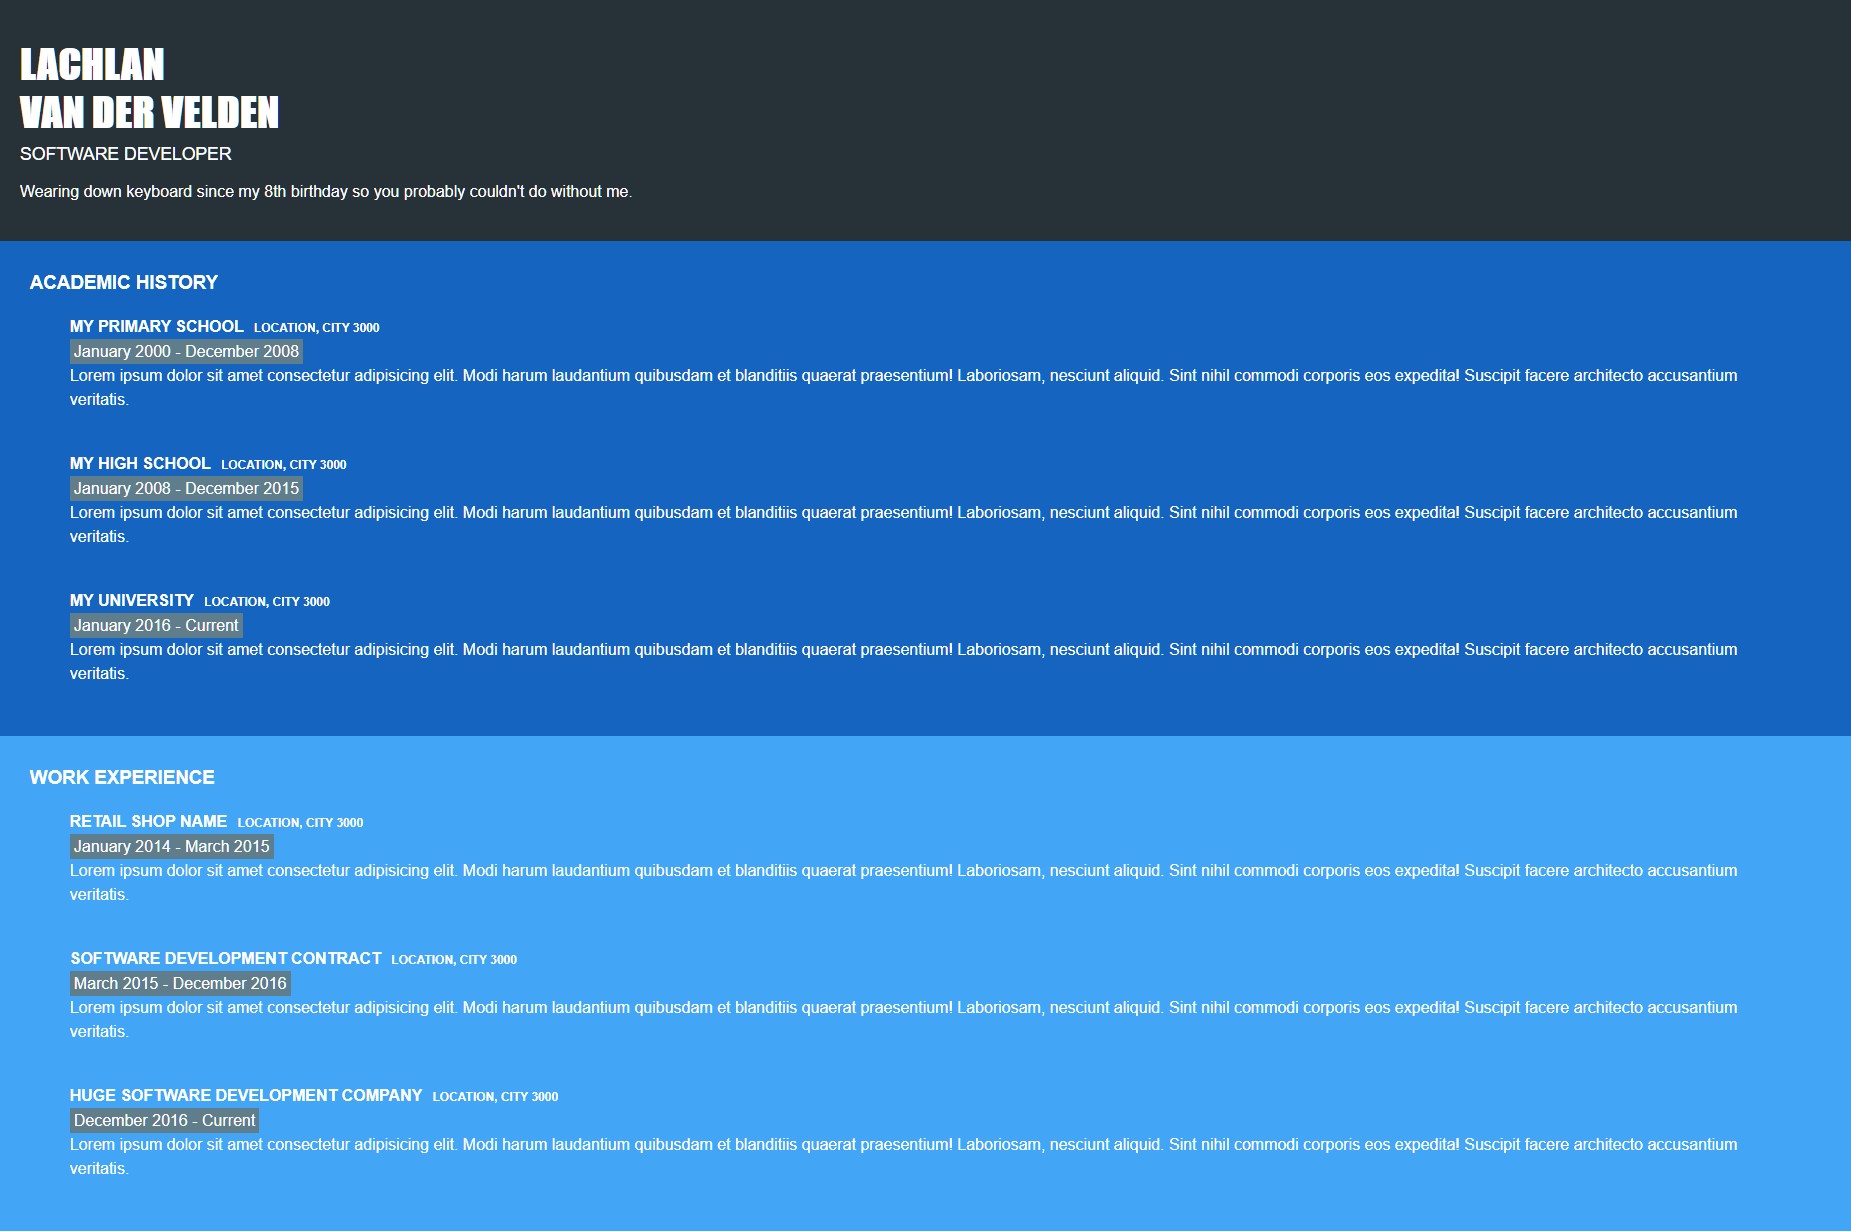 LACHLAN
VAN DER VELDEN
SOFTWARE DEVELOPER
Wearing down keyboard since my 8th birthday so you probably couldn't do without me.
ACADEMIC HISTORY
MY PRIMARY SCHOOL LOCATION, CITY 3000
January 2000 - December 2008
Lorem ipsum dolor sit amet consectetur adipisicing elit. Modi harum laudantium quibusdam et blanditiis quaerat praesentium! Laboriosam, nesciunt aliquid. Sint nihil commodi corporis eos expedita! Suscipit facere architecto accusantium
veritatis.
MY HIGH SCHOOL LOCATION, CITY 3000
January 2008 - December 2015
Lorem ipsum dolor sit amet consectetur adipisicing elit. Modi harum laudantium quibusdam et blanditiis quaerat praesentium! Laboriosam, nesciunt aliquid. Sint nihil commodi corporis eos expedita! Suscipit facere architecto accusantium
veritatis.
MY UNIVERSITY LOCATION, CITY 3000
January 2016 - Current
Lorem ipsum dolor sit amet consectetur adipisicing elit. Modi harum laudantium quibusdam et blanditiis quaerat praesentium! Laboriosam, nesciunt aliquid. Sint nihil commodi corporis eos expedita! Suscipit facere architecto accusantium
veritatis.
WORK EXPERIENCE
RETAIL SHOP NAME LOCATION, CITY 3000
January 2014 - March 2015
Lorem ipsum dolor sit amet consectetur adipisicing elit. Modi harum laudantium quibusdam et blanditiis quaerat praesentium! Laboriosam, nesciunt aliquid. Sint nihil commodi corporis eos expedita! Suscipit facere architecto accusantium
veritatis.
SOFTWARE DEVELOPMENT CONTRACT LOCATION, CITY 3000
March 2015 - December 2016
Lorem ipsum dolor sit amet consectetur adipisicing elit. Modi harum laudantium quibusdam et blanditiis quaerat praesentium! Laboriosam, nesciunt aliquid. Sint nihil commodi corporis eos expedita! Suscipit facere architecto accusantium
veritatis.
HUGE SOFTWARE DEVELOPMENT COMPANY LOCATION, CITY 3000
December 2016 - Current
Lorem ipsum dolor sit amet consectetur adipisicing elit. Modi harum laudantium quibusdam et blanditiis quaerat praesentium! Laboriosam, nesciunt aliquid. Sint nihil commodi corporis eos expedita! Suscipit facere architecto accusantium
veritatis.